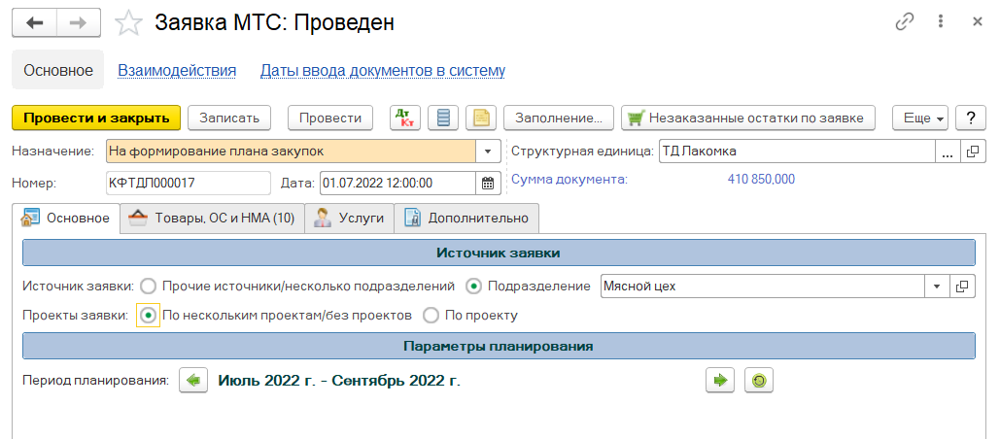 Заявка МТС: Проведен
Основное Взаимодействия Даты ввода документов в систему
Провести и закрыть Записать Провести Дт Кт Заполнение... Незаказанные остатки по заявке Еще ?
Назначение: На формирование плана закупок Структурная единица: ТД Лакомка ...
Номер: КФТДЛ000017 Дата: 01.07.2022 12:00:00 Сумма документа: 410 850,000
Основное Товары, ОС и НМА (10) Услуги Дополнительно
Источник заявки
Источник заявки: Прочие источники/несколько подразделений Подразделение Мясной цех
Проекты заявки: По нескольким проектам/без проектов По проекту
Параметры планирования
Период планирования: Июль 2022 г. - Сентябрь 2022 г.